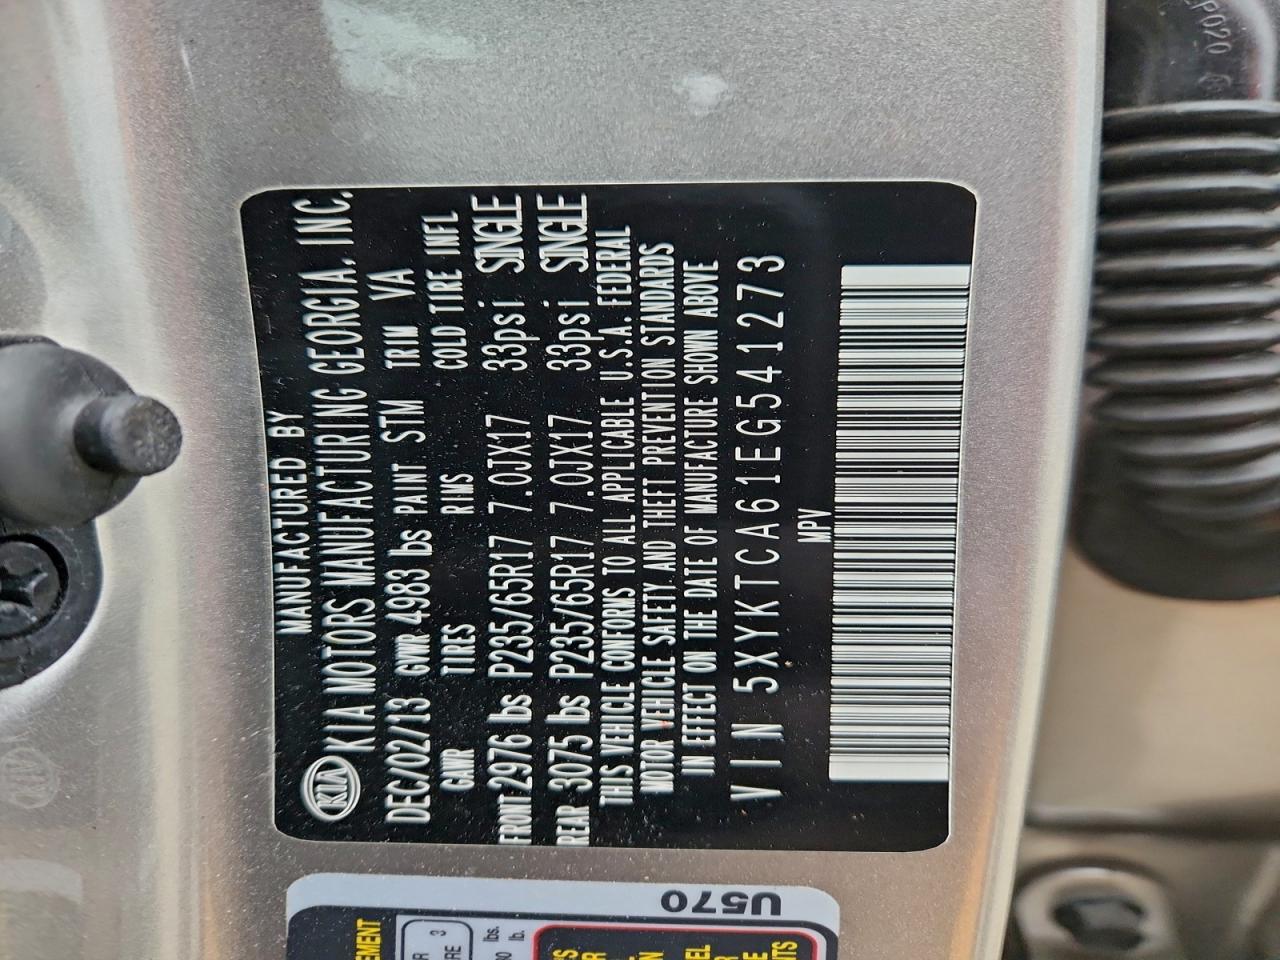 MANUFACTURED BY
KIA KIA MOTORS MANUFACTURING GEORGIA, INC.
DEC/02/13 GVWR 4983 lbs PAINT STM TRIM VA
GAWR TIRES RIMS COLD TIRE INFL
FRONT 2976 lbs P235/65R17 7.0JX17 33psi SINGLE
REAR 3075 lbs P235/65R17 7.0JX17 33psi SINGLE
THIS VEHICLE CONFORMS TO ALL APPLICABLE U.S.A. FEDERAL
MOTOR VEHICLE SAFETY AND THEFT PREVENTION STANDARDS
IN EFFECT ON THE DATE OF MANUFACTURE SHOWN ABOVE
VIN 5XYKTCA61EG541273
MPV
U570
lbs.
lb.